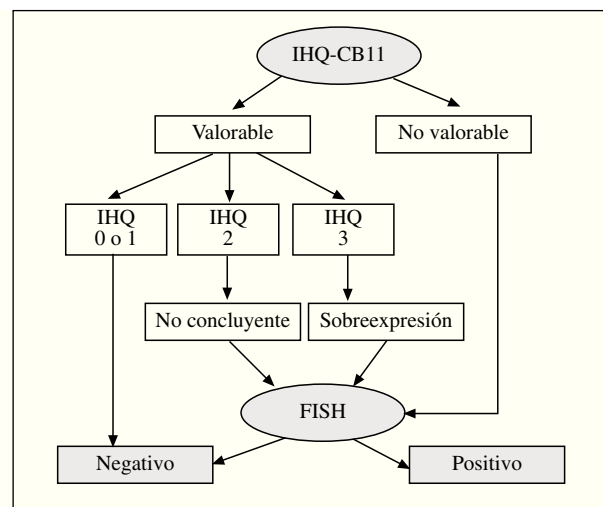 IHQ-CB11
Valorable
No valorable
IHQ
0 o 1
IHQ
2
IHQ
3
No concluyente
Sobreexpresión
FISH
Negativo
Positivo